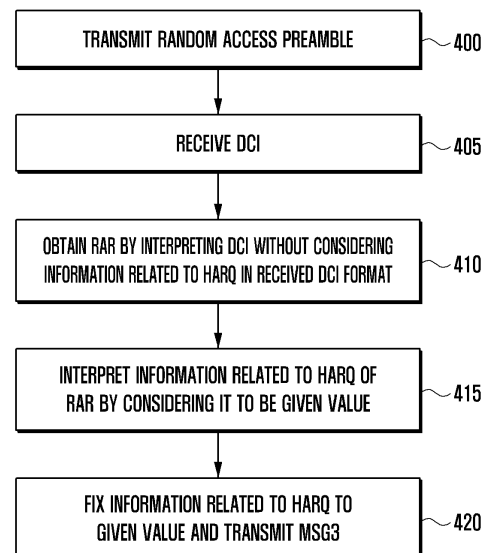 TRANSMIT RANDOM ACCESS PREAMBLE
400
RECEIVE DCI
405
OBTAIN RAR BY INTERPRETING DCI WITHOUT CONSIDERING
INFORMATION RELATED TO HARQ IN RECEIVED DCI FORMAT
410
INTERPRET INFORMATION RELATED TO HARQ OF
RAR BY CONSIDERING IT TO BE GIVEN VALUE
415
FIX INFORMATION RELATED TO HARQ TO
GIVEN VALUE AND TRANSMIT MSG3
420